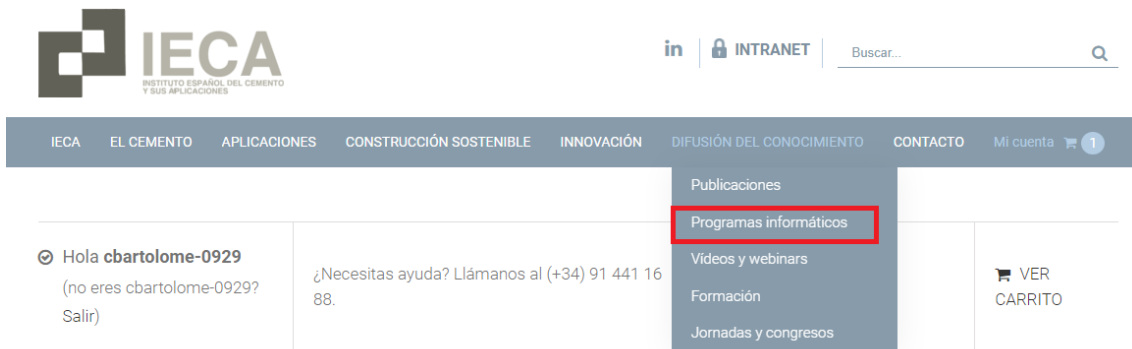 IECA
INSTITUTO ESPAÑOL DEL CEMENTO
Y SUS APLICACIONES
in INTRANET Buscar...
IECA EL CEMENTO APLICACIONES CONSTRUCCIÓN SOSTENIBLE INNOVACIÓN DIFUSIÓN DEL CONOCIMIENTO CONTACTO Mi cuenta 1
Publicaciones
Programas informáticos
Vídeos y webinars
Formación
Jornadas y congresos
Hola cbartolome-0929
(no eres cbartolome-0929?
Salir)
¿Necesitas ayuda? Llámanos al (+34) 91 441 16
88.
VER
CARRITO